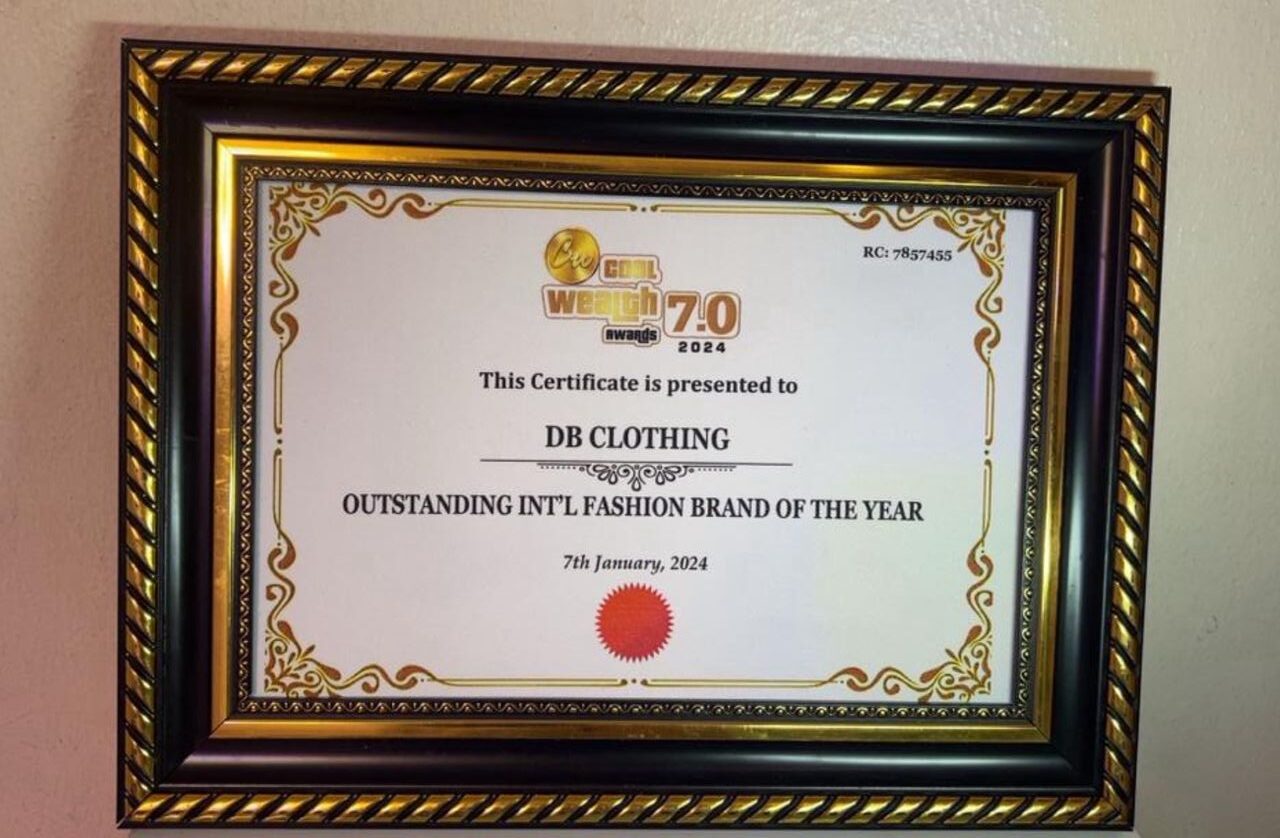 RC: 7857455
Cw
COOL
Wealth 7.0
AWARDS
2024
This Certificate is presented to
DB CLOTHING
OUTSTANDING INT'L FASHION BRAND OF THE YEAR
7th January, 2024